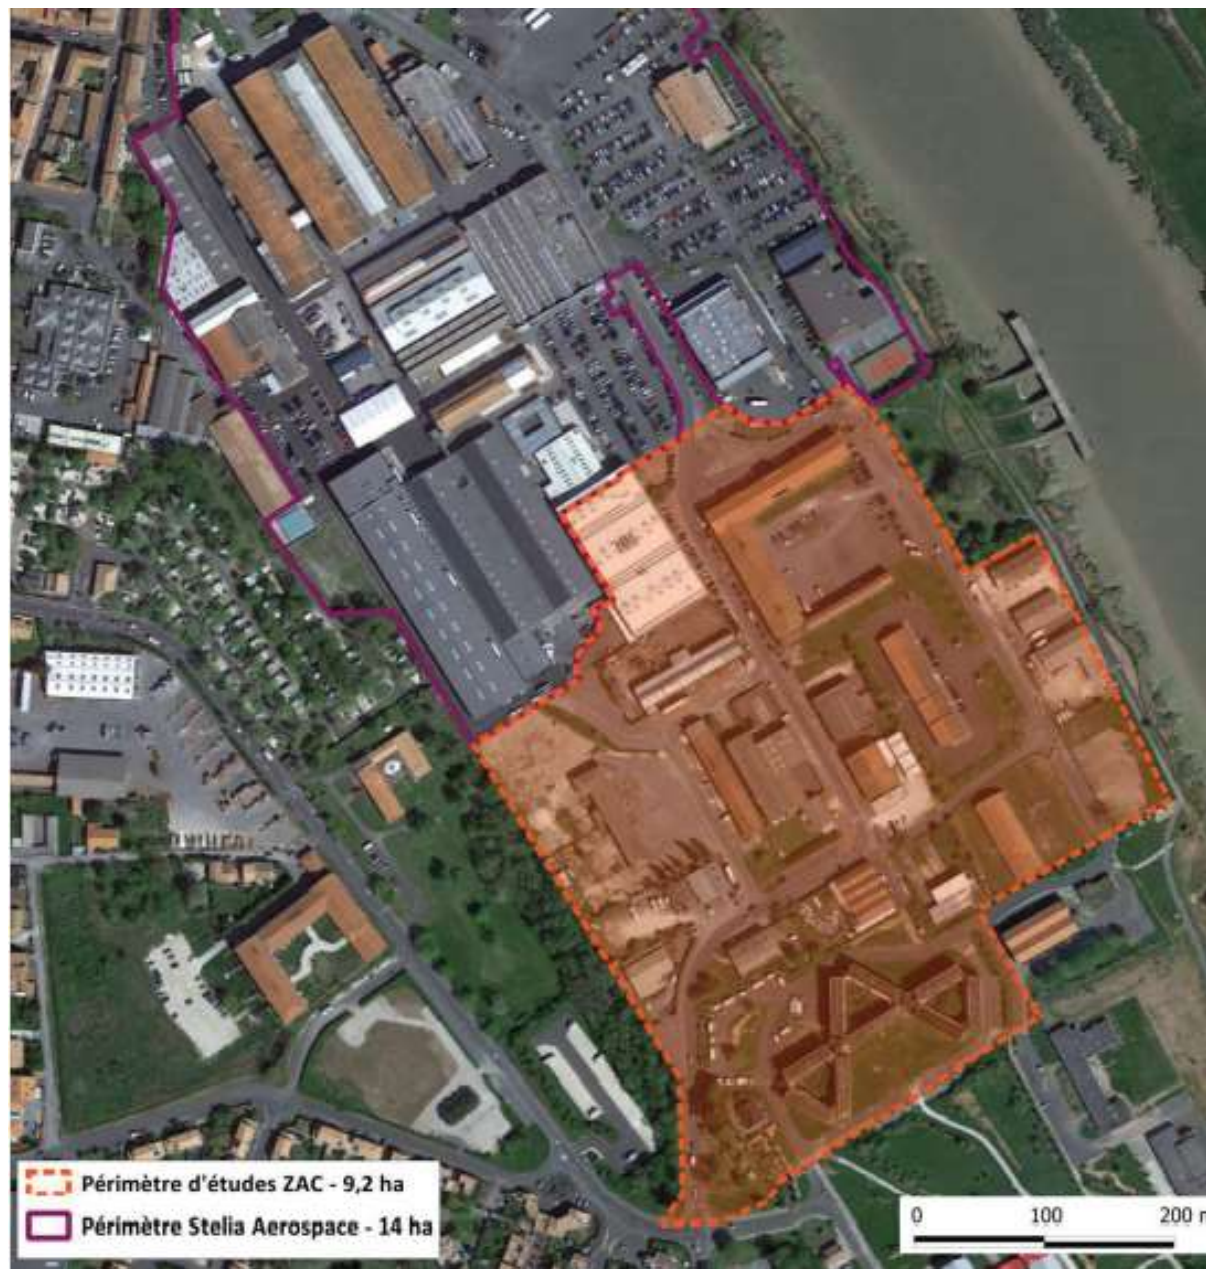 Périmètre d'études ZAC - 9,2 ha
Périmètre Stelia Aerospace - 14 ha
0 100 200 m